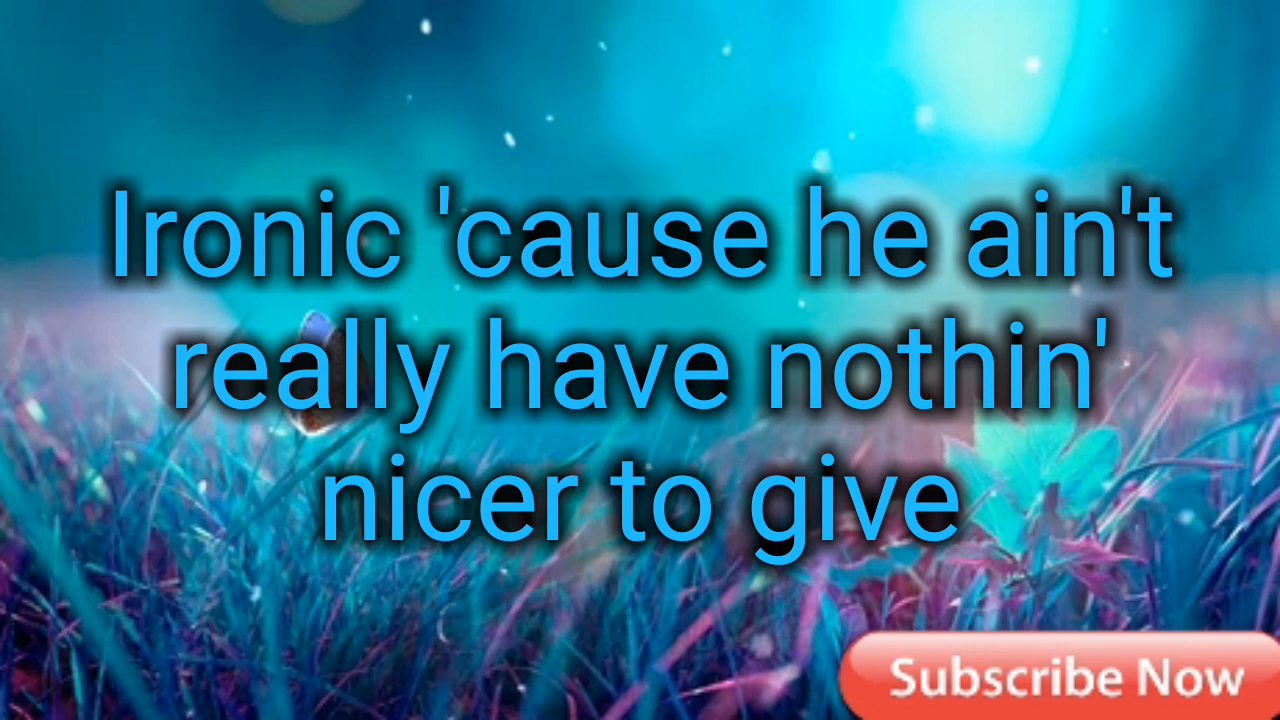 Ironic 'cause he ain't
really have nothin'
nicer to give
Subscribe Now